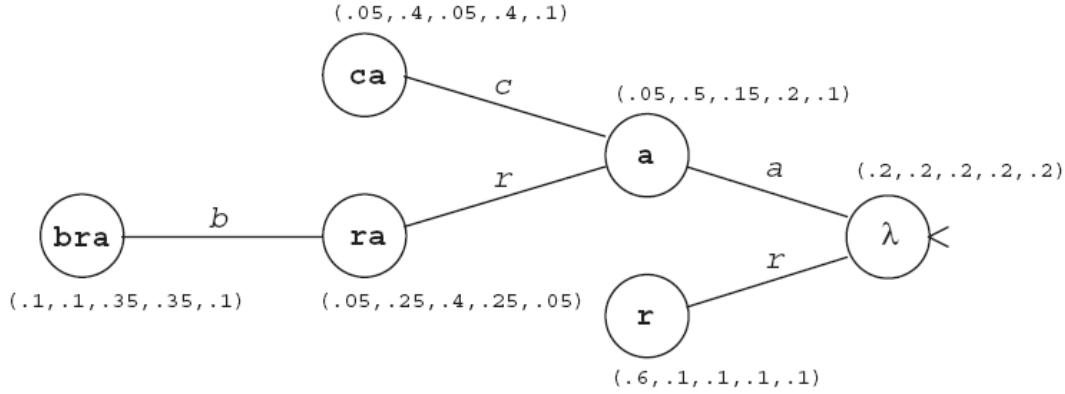 (.05,.4,.05,.4,.1)
ca
c
(.05,.5,.15,.2,.1)
a
a
(.2,.2,.2,.2,.2)
r
bra
b
ra
λ
<
(.1,.1,.35,.35,.1)
(.05,.25,.4,.25,.05)
r
r
(.6,.1,.1,.1,.1)